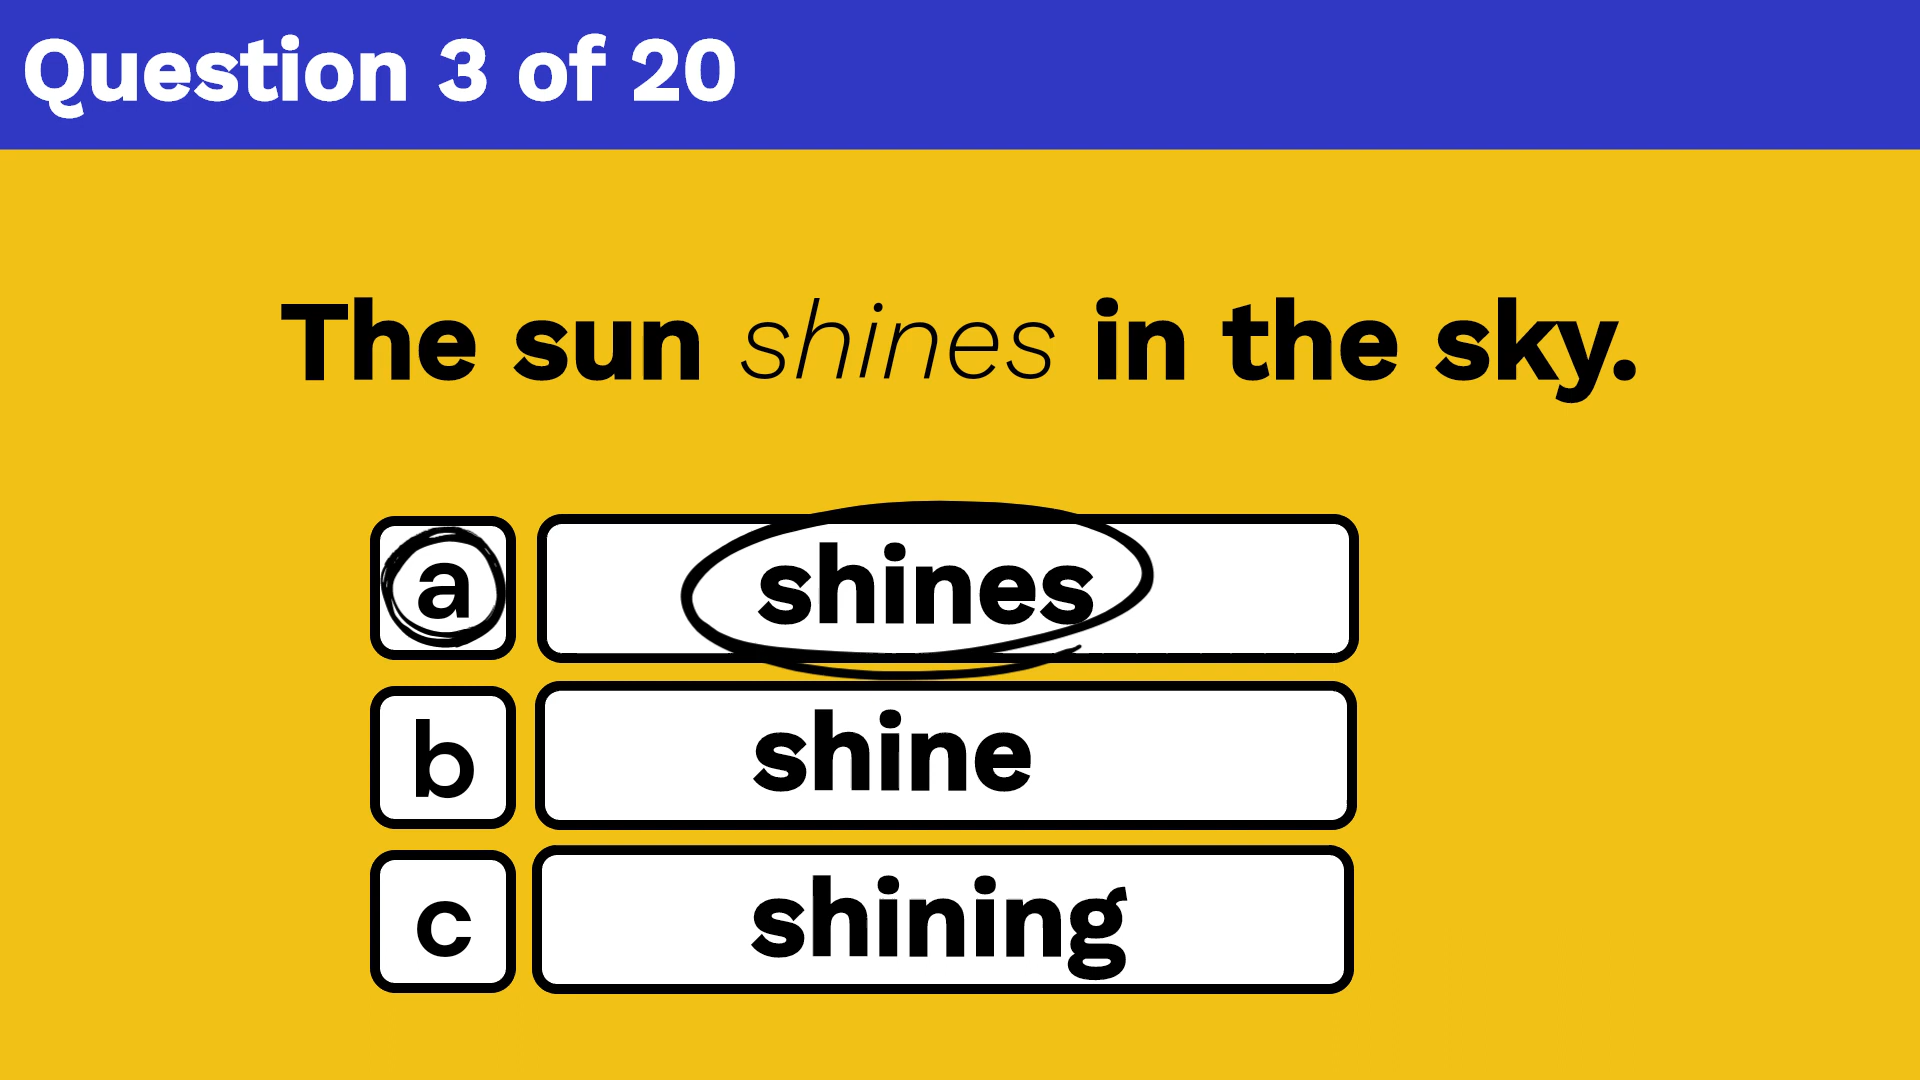 Question 3 of 20
The sun shines in the sky.
a shines
b shine
c shining